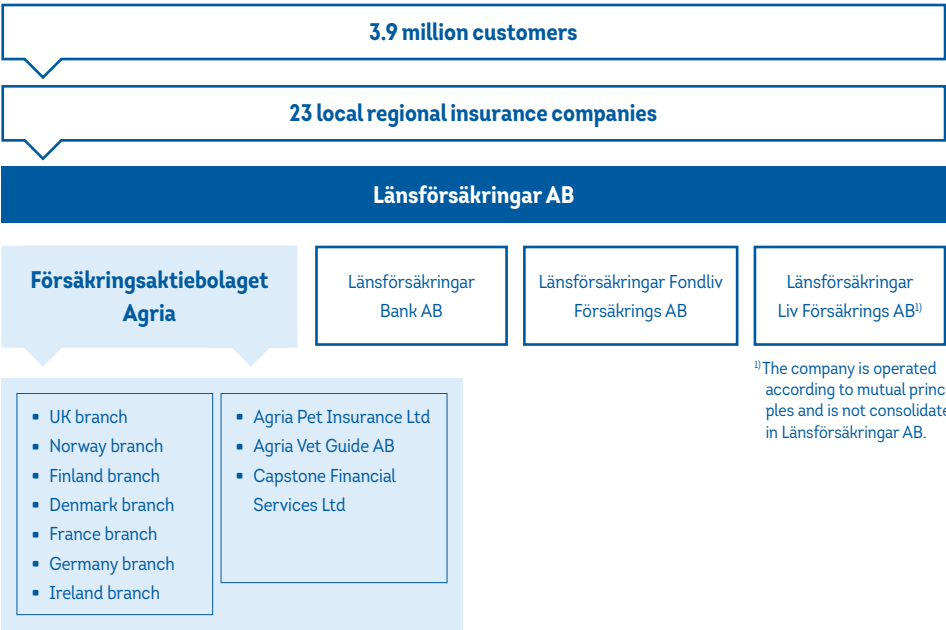 3.9 million customers
23 local regional insurance companies
Länsförsäkringar AB
Försäkringsaktiebolaget
Agria
Länsförsäkringar
Bank AB
Länsförsäkringar Fondliv
Försäkrings AB
Länsförsäkringar
Liv Försäkrings AB1)
1) The company is operated
according to mutual princ
ples and is not consolidate
in Länsförsäkringar AB.
▪ UK branch
▪ Norway branch
▪ Finland branch
▪ Denmark branch
▪ France branch
▪ Germany branch
▪ Ireland branch
▪ Agria Pet Insurance Ltd
▪ Agria Vet Guide AB
▪ Capstone Financial
Services Ltd